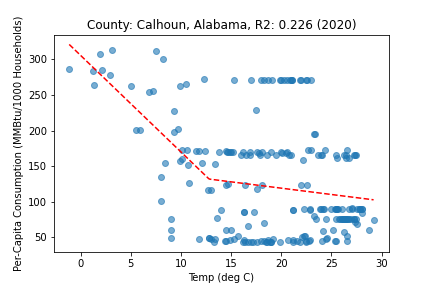 County: Calhoun, Alabama, R2: 0.226 (2020)
Per-Capita Consumption (MMBtu/1000 Households)
300
250
200
150
100
50
0 5 10 15 20 25 30
Temp (deg C)